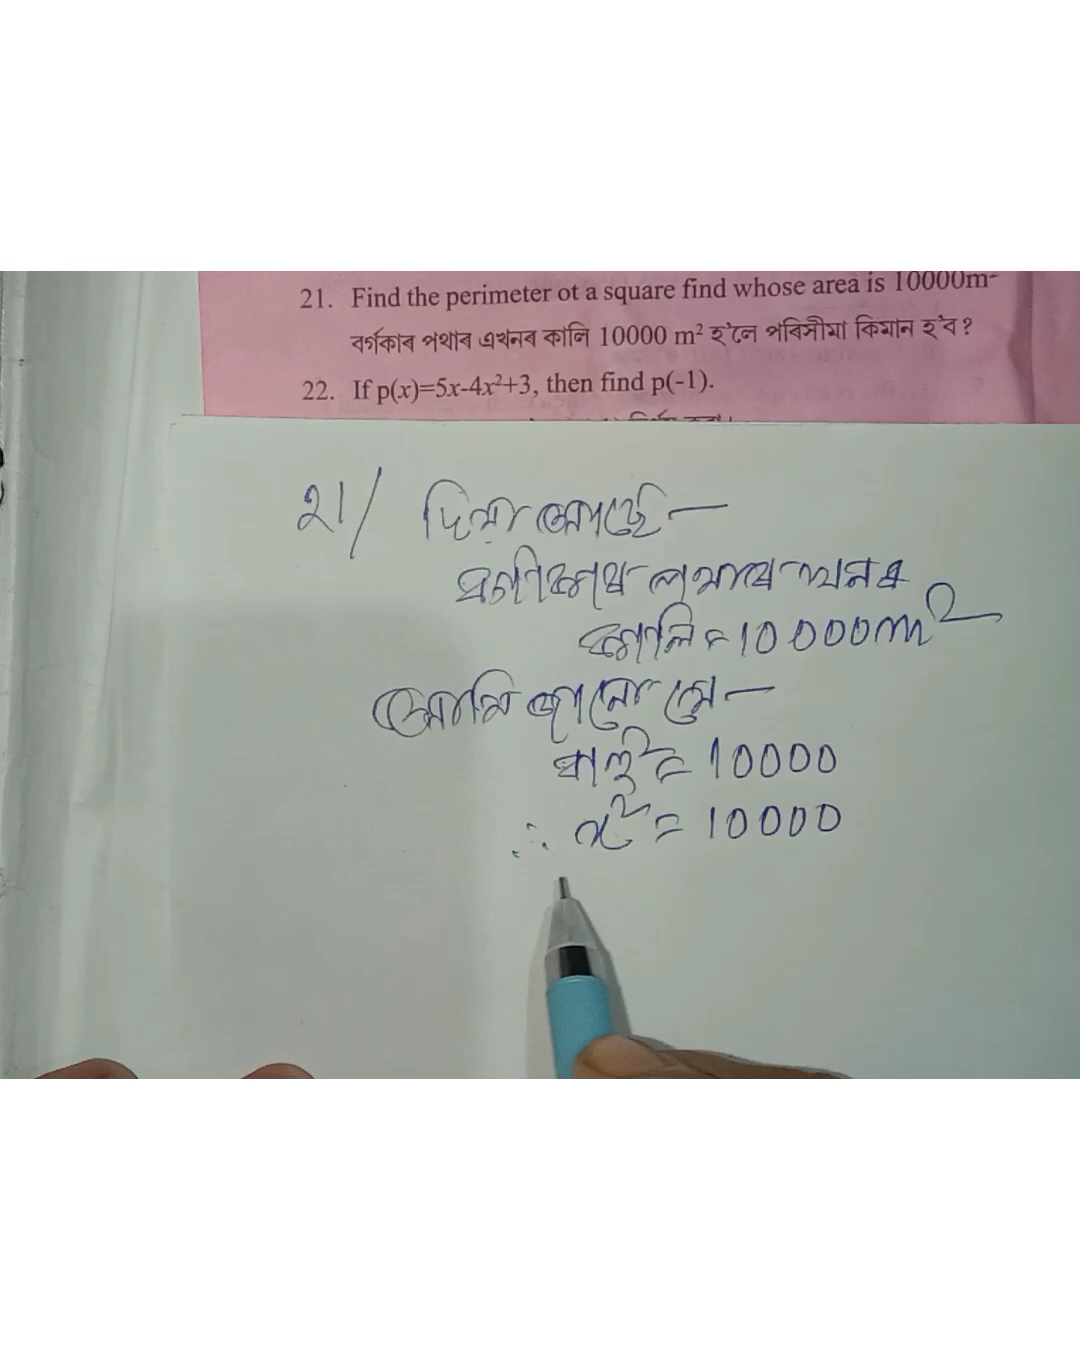 21. Find the perimeter of a square find whose area is 10000m²
বৰ্গকাৰ পথাৰ এখনৰ কালি 10000 m² হ'লে পৰিসীমা কিমান হ'ব ?
22. If p(x)=5x-4x²+3, then find p(-1).
21/ দিয়া আছে—
বৰ্গাকাৰ পথাৰ এখনৰ
কালি = 10000m²
আমি জানো যে—
বাহু² = 10000
∴ x² = 10000